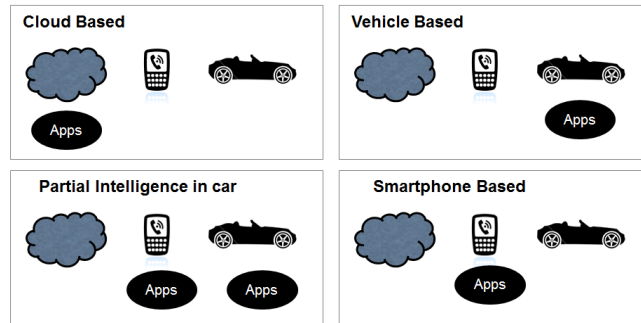 Cloud Based
Apps
Vehicle Based
Apps
Partial Intelligence in car
Apps
Apps
Smartphone Based
Apps